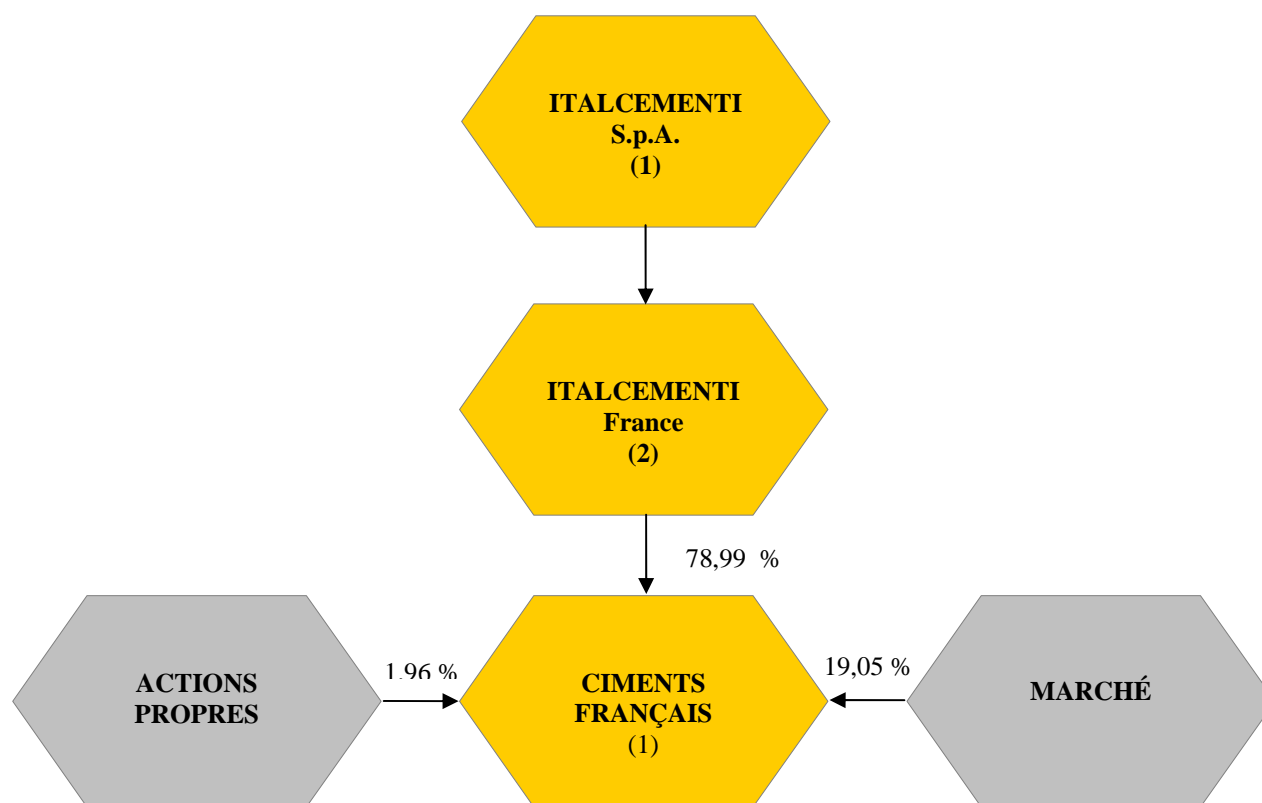 ITALCEMENTI
S.p.A.
(1)
ITALCEMENTI
France
(2)
78,99 %
ACTIONS
PROPRES
1,96 %
CIMENTS
FRANÇAIS
(1)
19,05 %
MARCHÉ